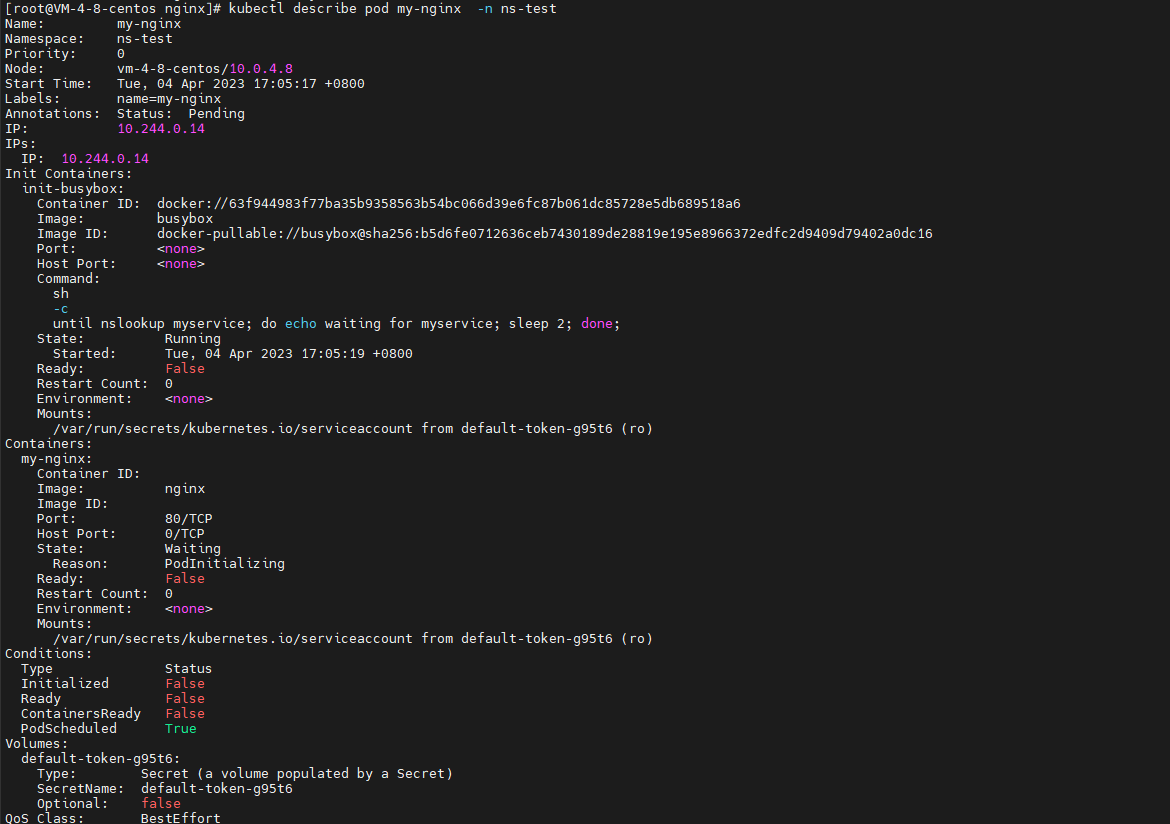 [root@VM-4-8-centos nginx]# kubectl describe pod my-nginx  -n ns-test
Name:         my-nginx
Namespace:    ns-test
Priority:     0
Node:         vm-4-8-centos/10.0.4.8
Start Time:   Tue, 04 Apr 2023 17:05:17 +0800
Labels:       name=my-nginx
Annotations:  Status:  Pending
IP:           10.244.0.14
IPs:
  IP:  10.244.0.14
Init Containers:
  init-busybox:
    Container ID:  docker://63f944983f77ba35b9358563b54bc066d39e6fc87b061dc85728e5db689518a6
    Image:         busybox
    Image ID:      docker-pullable://busybox@sha256:b5d6fe0712636ceb7430189de28819e195e8966372edfc2d9409d79402a0dc16
    Port:          <none>
    Host Port:     <none>
    Command:
      sh
      -c
      until nslookup myservice; do echo waiting for myservice; sleep 2; done;
    State:          Running
      Started:      Tue, 04 Apr 2023 17:05:19 +0800
    Ready:          False
    Restart Count:  0
    Environment:    <none>
    Mounts:
      /var/run/secrets/kubernetes.io/serviceaccount from default-token-g95t6 (ro)
Containers:
  my-nginx:
    Container ID:
    Image:          nginx
    Image ID:
    Port:           80/TCP
    Host Port:      0/TCP
    State:          Waiting
      Reason:       PodInitializing
    Ready:          False
    Restart Count:  0
    Environment:    <none>
    Mounts:
      /var/run/secrets/kubernetes.io/serviceaccount from default-token-g95t6 (ro)
Conditions:
  Type              Status
  Initialized       False
  Ready             False
  ContainersReady   False
  PodScheduled      True
Volumes:
  default-token-g95t6:
    Type:        Secret (a volume populated by a Secret)
    SecretName:  default-token-g95t6
    Optional:    false
QoS Class:       BestEffort